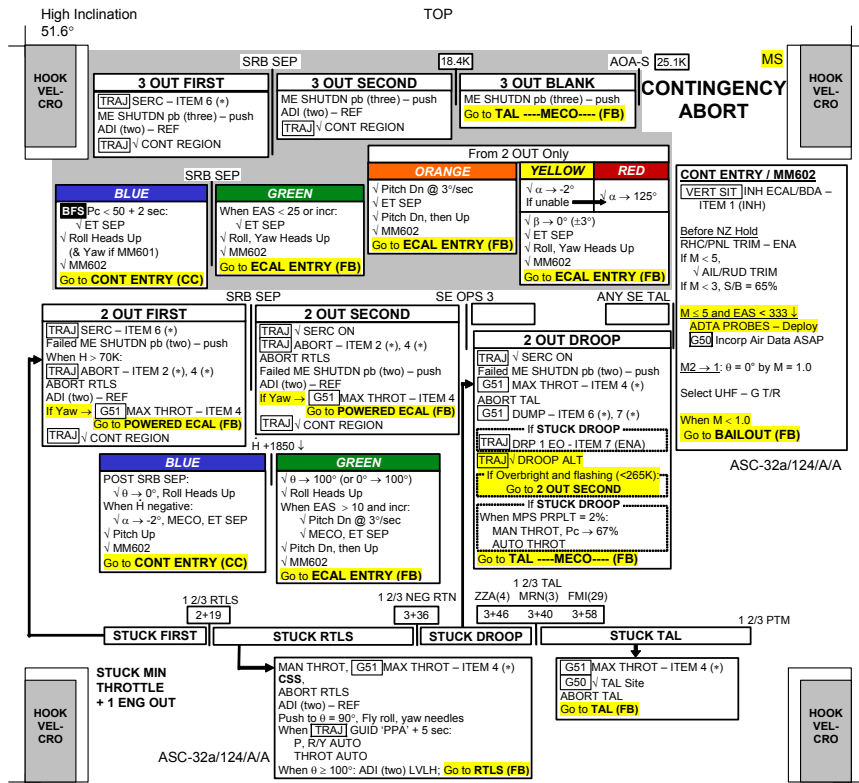 High Inclination
51.6°
TOP
MS
HOOK
VEL-
CRO
HOOK
VEL-
CRO
SRB SEP
18.4K
AOA-S
25.1K
CONTINGENCY
ABORT
3 OUT FIRST
TRAJ SERC – ITEM 6 (*)
ME SHUTDN pb (three) – push
ADI (two) – REF
TRAJ √ CONT REGION
3 OUT SECOND
ME SHUTDN pb (three) – push
ADI (two) – REF
TRAJ √ CONT REGION
3 OUT BLANK
ME SHUTDN pb (three) – push
Go to TAL ----MECO---- (FB)
SRB SEP
BLUE
BFS Pc < 50 + 2 sec:
√ ET SEP
√ Roll Heads Up
(& Yaw if MM601)
√ MM602
Go to CONT ENTRY (CC)
GREEN
When EAS < 25 or incr:
√ ET SEP
√ Roll, Yaw Heads Up
√ MM602
Go to ECAL ENTRY (FB)
From 2 OUT Only
ORANGE
√ Pitch Dn @ 3°/sec
√ ET SEP
√ Pitch Dn, then Up
√ MM602
Go to ECAL ENTRY (FB)
YELLOW
√ α → -2°
If unable
RED
√ α → 125°
√ β → 0° (±3°)
√ ET SEP
√ Roll, Yaw Heads Up
√ MM602
Go to ECAL ENTRY (FB)
CONT ENTRY / MM602
VERT SIT INH ECAL/BDA –
ITEM 1 (INH)
Before NZ Hold
RHC/PNL TRIM – ENA
If M < 5,
√ AIL/RUD TRIM
If M < 3, S/B = 65%
M ≤ 5 and EAS < 333 ↓
ADTA PROBES – Deploy
G50 Incorp Air Data ASAP
M2 → 1: θ = 0° by M = 1.0
Select UHF – G T/R
When M < 1.0
Go to BAILOUT (FB)
ASC-32a/124/A/A
SRB SEP
SE OPS 3
ANY SE TAL
2 OUT FIRST
TRAJ SERC – ITEM 6 (*)
Failed ME SHUTDN pb (two) – push
When H > 70K:
TRAJ ABORT – ITEM 2 (*), 4 (*)
ABORT RTLS
ADI (two) – REF
If Yaw → G51 MAX THROT – ITEM 4
Go to POWERED ECAL (FB)
TRAJ √ CONT REGION
2 OUT SECOND
TRAJ √ SERC ON
TRAJ ABORT – ITEM 2 (*), 4 (*)
ABORT RTLS
Failed ME SHUTDN pb (two) – push
ADI (two) – REF
If Yaw → G51 MAX THROT – ITEM 4
Go to POWERED ECAL (FB)
TRAJ √ CONT REGION
2 OUT DROOP
TRAJ √ SERC ON
Failed ME SHUTDN pb (two) – push
G51 MAX THROT – ITEM 4 (*)
ABORT TAL
G51 DUMP – ITEM 6 (*), 7 (*)
If STUCK DROOP
TRAJ DRP 1 EO - ITEM 7 (ENA)
TRAJ √ DROOP ALT
If Overbright and flashing (<265K):
Go to 2 OUT SECOND
If STUCK DROOP
When MPS PRPLT = 2%:
MAN THROT, Pc → 67%
AUTO THROT
Go to TAL ----MECO---- (FB)
Ḣ +1850 ↓
BLUE
POST SRB SEP:
√ θ → 0°, Roll Heads Up
When Ḣ negative:
√ α → -2°, MECO, ET SEP
√ Pitch Up
√ MM602
Go to CONT ENTRY (CC)
GREEN
√ θ → 100° (or 0° → 100°)
√ Roll Heads Up
When EAS > 10 and incr:
√ Pitch Dn @ 3°/sec
√ MECO, ET SEP
√ Pitch Dn, then Up
√ MM602
Go to ECAL ENTRY (FB)
1 2/3 RTLS
2+19
1 2/3 NEG RTN
3+36
1 2/3 TAL
ZZA(4) MRN(3) FMI(29)
3+46 3+40 3+58
1 2/3 PTM
STUCK FIRST
STUCK RTLS
STUCK DROOP
STUCK TAL
HOOK
VEL-
CRO
STUCK MIN
THROTTLE
+ 1 ENG OUT
ASC-32a/124/A/A
MAN THROT, G51 MAX THROT – ITEM 4 (*)
CSS,
ABORT RTLS
ADI (two) – REF
Push to θ = 90°, Fly roll, yaw needles
When TRAJ GUID 'PPA' + 5 sec:
P, R/Y AUTO
THROT AUTO
When θ ≥ 100°: ADI (two) LVLH; Go to RTLS (FB)
G51 MAX THROT – ITEM 4 (*)
G50 √ TAL Site
ABORT TAL
Go to TAL (FB)
HOOK
VEL-
CRO